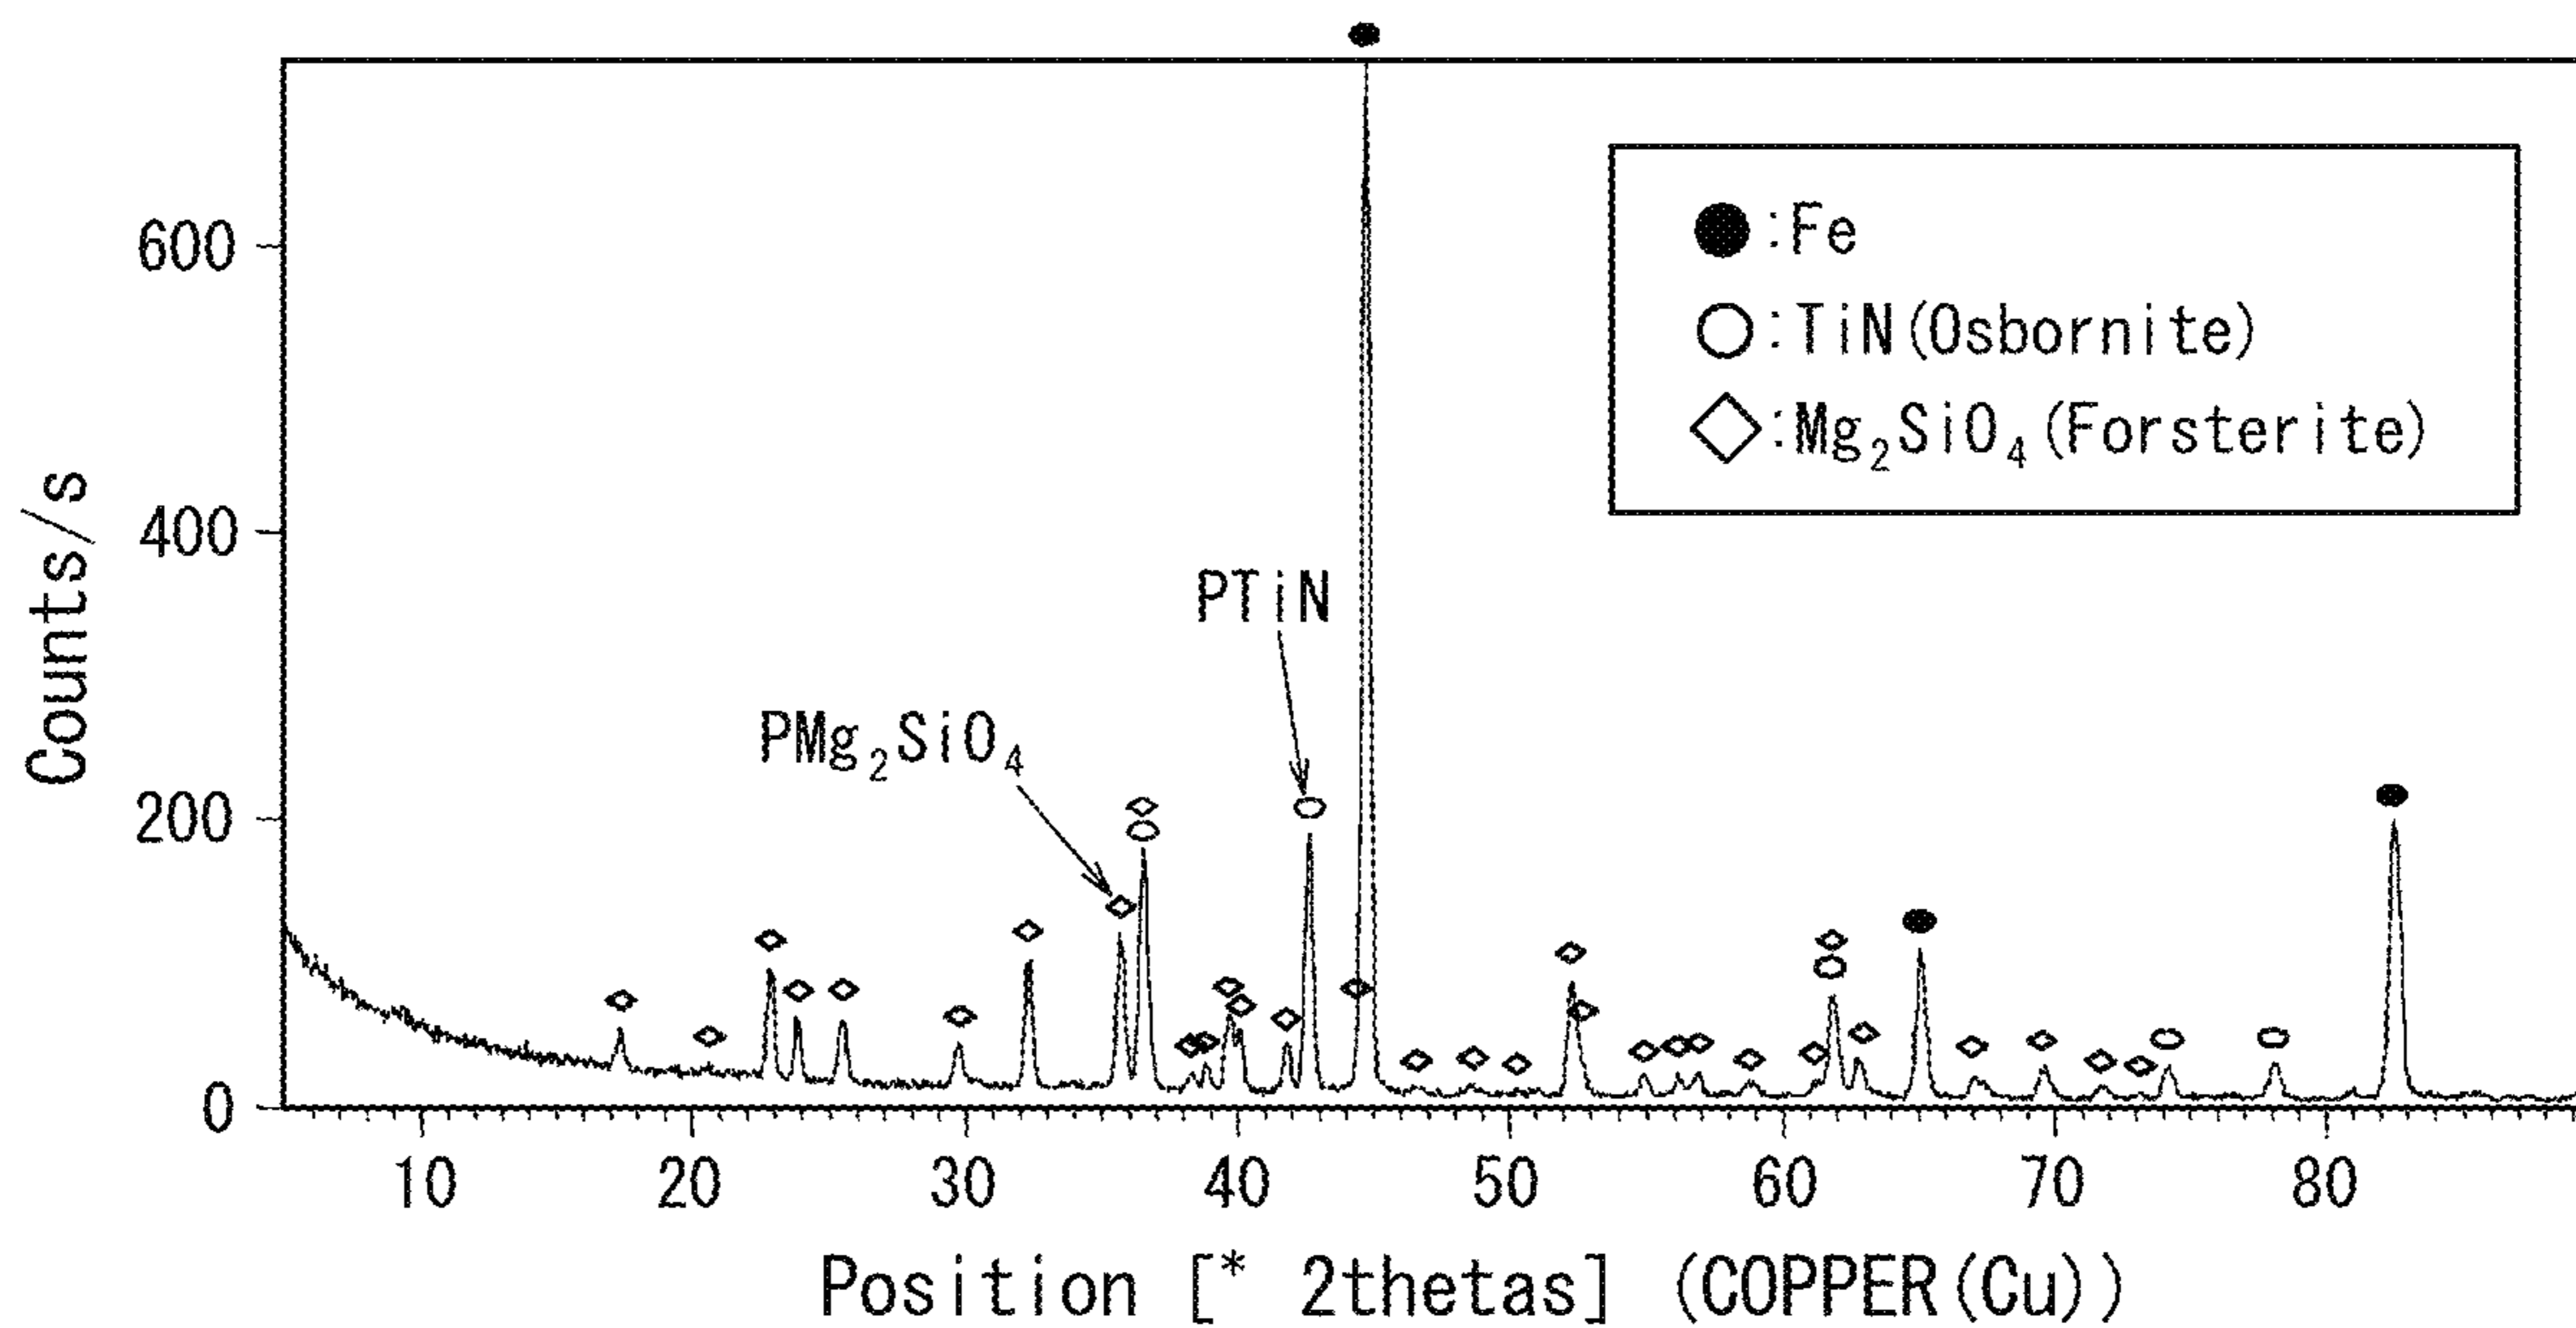 ●:Fe
○:TiN(Osbornite)
◇:Mg₂SiO₄(Forsterite)
PTiN
PMg₂SiO₄
Counts/s
600
400
200
0
10 20 30 40 50 60 70 80
Position [* 2thetas] (COPPER(Cu))